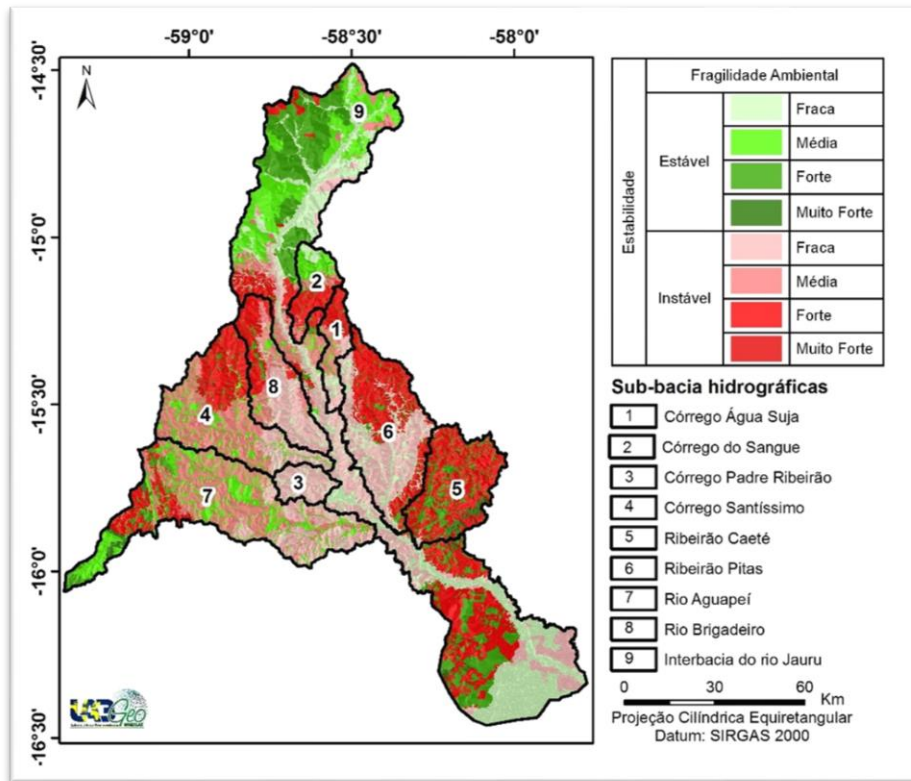 -59°0'
-58°30'
-58°0'
-14°30'
-15°0'
-15°30'
-16°0'
-16°30'
N
9
2
1
8
4
6
3
5
7
Fragilidade Ambiental
Estabilidade
Estável
Fraca
Média
Forte
Muito Forte
Instável
Fraca
Média
Forte
Muito Forte
Sub-bacia hidrográficas
1 Córrego Água Suja
2 Córrego do Sangue
3 Córrego Padre Ribeirão
4 Córrego Santíssimo
5 Ribeirão Caeté
6 Ribeirão Pitas
7 Rio Aguapeí
8 Rio Brigadeiro
9 Interbacia do rio Jauru
0 30 60 Km
Projeção Cilíndrica Equiretangular
Datum: SIRGAS 2000
Geo